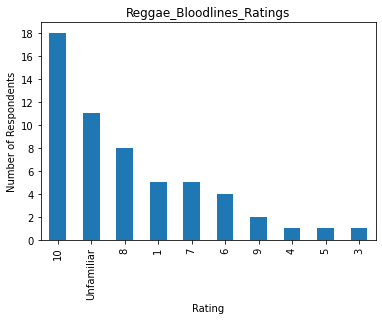 Reggae_Bloodlines_Ratings
Number of Respondents
18
16
14
12
10
8
6
4
2
0
10 Unfamiliar 8 1 7 6 9 4 5 3
Rating